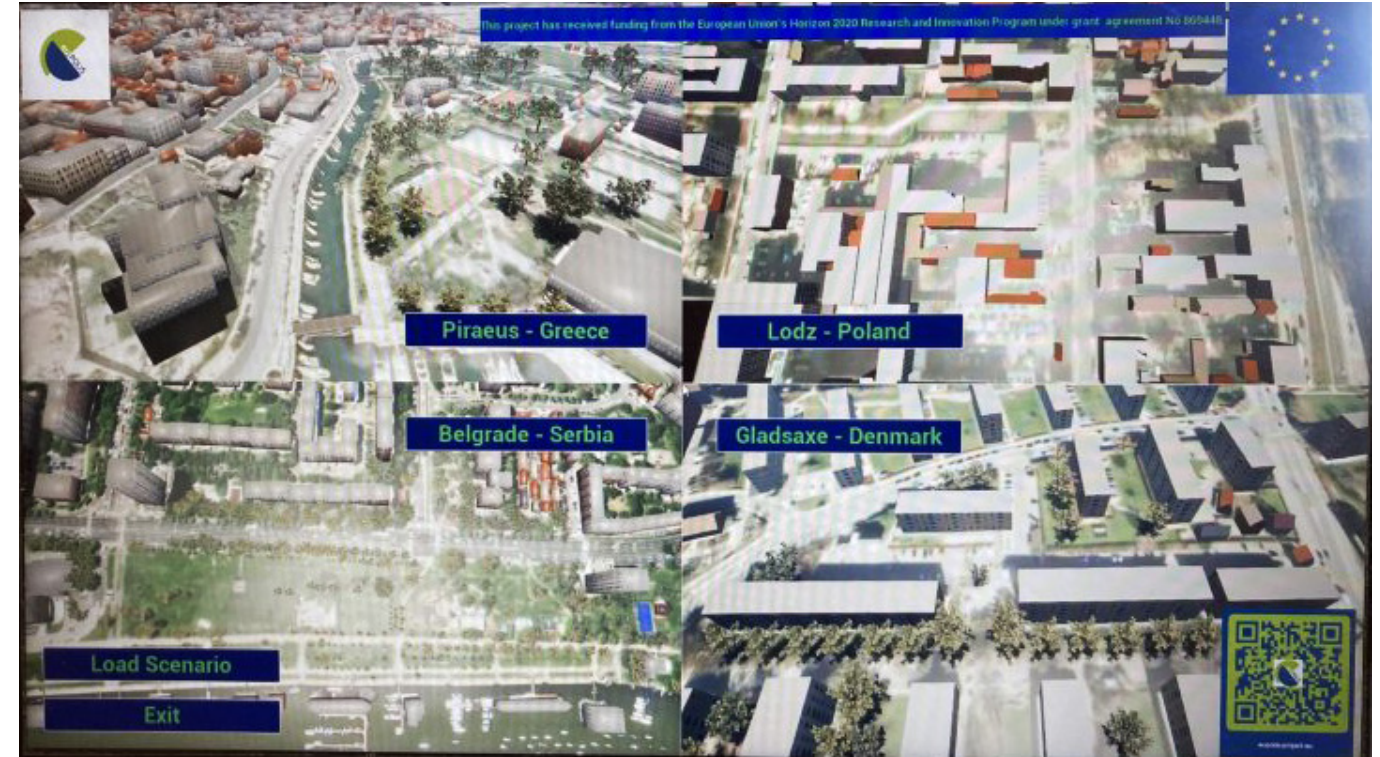 This project has received funding from the European Union's Horizon 2020 Research and Innovation Program under grant agreement No 869448.
Piraeus - Greece
Lodz - Poland
Belgrade - Serbia
Gladsaxe - Denmark
Load Scenario
Exit